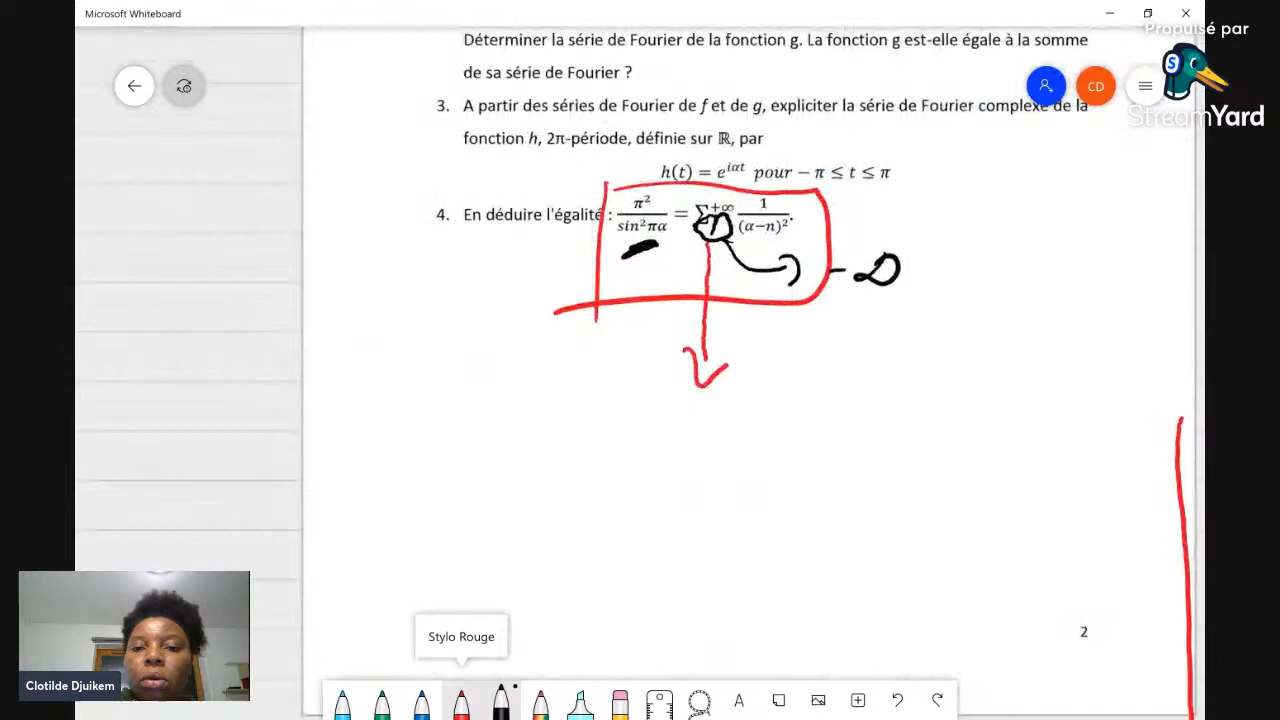 Microsoft Whiteboard
Propulsé par
StreamYard
CD
Déterminer la série de Fourier de la fonction g. La fonction g est-elle égale à la somme
de sa série de Fourier ?
3. A partir des séries de Fourier de f et de g, expliciter la série de Fourier complexe de la
fonction h, 2π-période, définie sur ℝ, par
h(t) = e^{iαt} pour − π ≤ t ≤ π
4. En déduire l'égalité : π²/sin²πα = Σ^{+∞} 1/(α−n)².
2
Stylo Rouge
Clotilde Djuikem